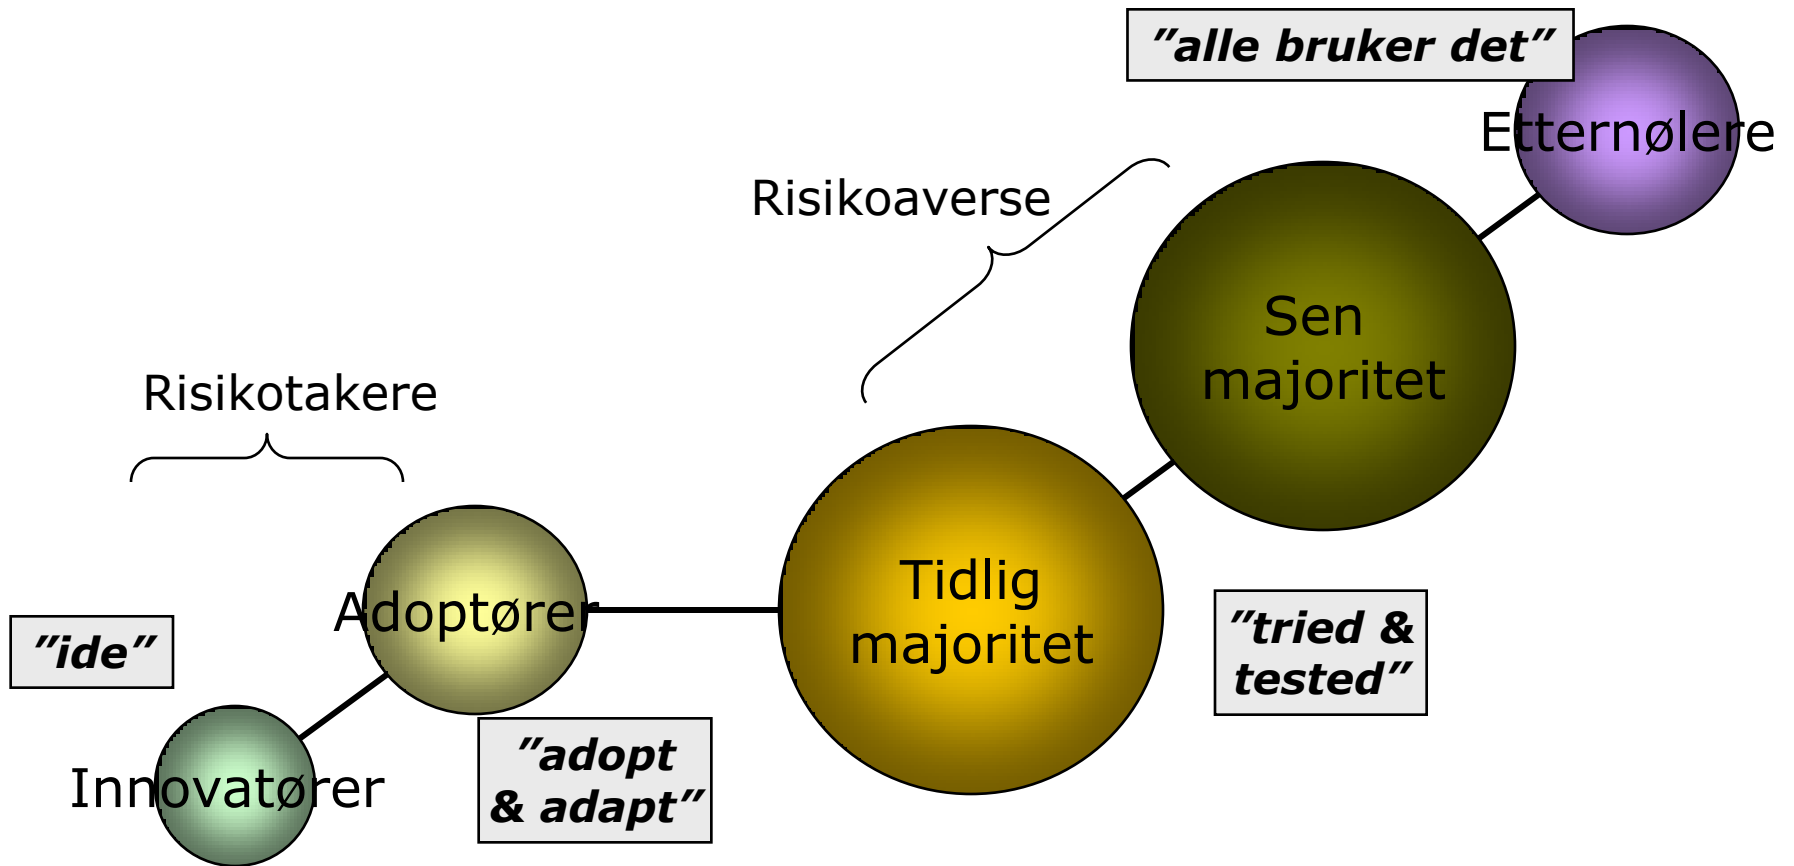 ”alle bruker det”
Etternølere
Risikoaverse
Sen
majoritet
Risikotakere
Tidlig
majoritet
Adoptører
”ide”
”tried &
tested”
”adopt
& adapt”
Innovatører